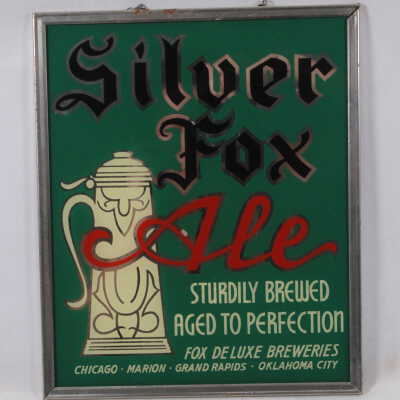 Silver
Fox
Ale
STURDILY BREWED
AGED TO PERFECTION
FOX DE LUXE BREWERIES
CHICAGO · MARION · GRAND RAPIDS · OKLAHOMA CITY